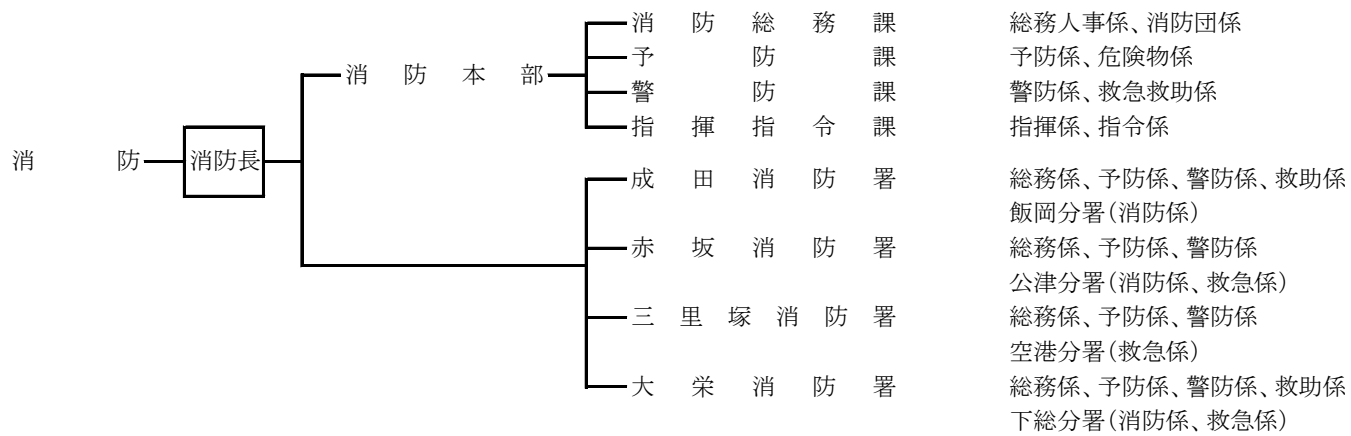 消防総務課 総務人事係、消防団係
予防課 予防係、危険物係
消防本部
警防課 警防係、救急救助係
指揮指令課 指揮係、指令係
消防 消防長
成田消防署 総務係、予防係、警防係、救助係
飯岡分署(消防係)
赤坂消防署 総務係、予防係、警防係
公津分署(消防係、救急係)
三里塚消防署 総務係、予防係、警防係
空港分署(救急係)
大栄消防署 総務係、予防係、警防係、救助係
下総分署(消防係、救急係)